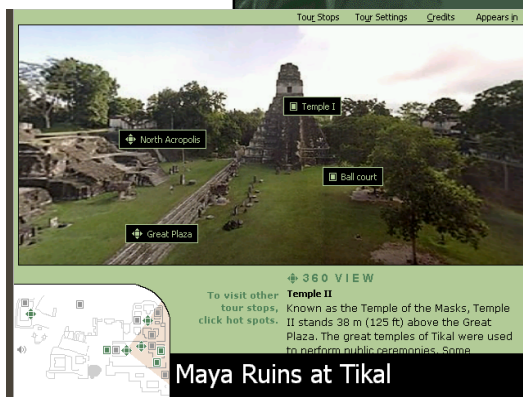 Tour Stops Tour Settings Credits Appears in
Temple I
North Acropolis
Ball court
Great Plaza
360 VIEW
To visit other
tour stops,
click hot spots.
Temple II
Known as the Temple of the Masks, Temple
II stands 38 m (125 ft) above the Great
Plaza. The great temples of Tikal were used
to perform public ceremonies. Some
Maya Ruins at Tikal